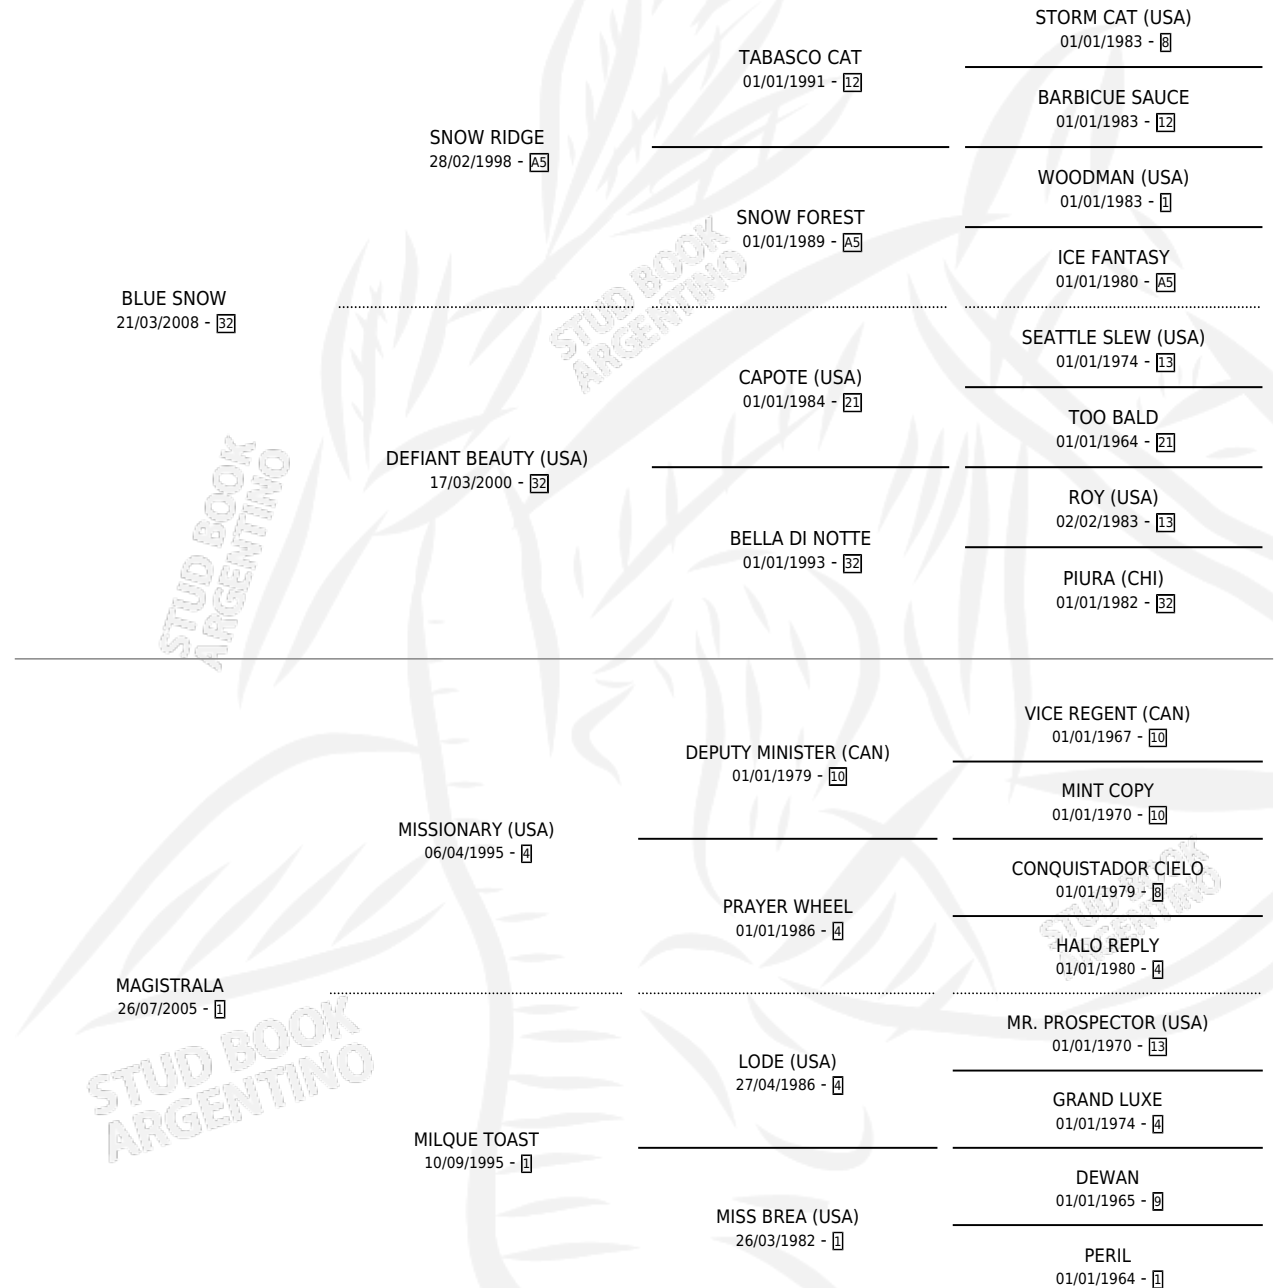 STORM CAT (USA)
01/01/1983 - 8
TABASCO CAT
01/01/1991 - 12
BARBICUE SAUCE
01/01/1983 - 12
SNOW RIDGE
28/02/1998 - A5
WOODMAN (USA)
01/01/1983 - 1
SNOW FOREST
01/01/1989 - A5
ICE FANTASY
01/01/1980 - A5
BLUE SNOW
21/03/2008 - 32
SEATTLE SLEW (USA)
01/01/1974 - 13
CAPOTE (USA)
01/01/1984 - 21
TOO BALD
01/01/1964 - 21
DEFIANT BEAUTY (USA)
17/03/2000 - 32
ROY (USA)
02/02/1983 - 13
BELLA DI NOTTE
01/01/1993 - 32
PIURA (CHI)
01/01/1982 - 32
VICE REGENT (CAN)
01/01/1967 - 10
DEPUTY MINISTER (CAN)
01/01/1979 - 10
MINT COPY
01/01/1970 - 10
MISSIONARY (USA)
06/04/1995 - 4
CONQUISTADOR CIELO
01/01/1979 - 8
PRAYER WHEEL
01/01/1986 - 4
HALO REPLY
01/01/1980 - 4
MAGISTRALA
26/07/2005 - 1
MR. PROSPECTOR (USA)
01/01/1970 - 13
LODE (USA)
27/04/1986 - 4
GRAND LUXE
01/01/1974 - 4
MILQUE TOAST
10/09/1995 - 1
DEWAN
01/01/1965 - 9
MISS BREA (USA)
26/03/1982 - 1
PERIL
01/01/1964 - 1
STUD BOOK
ARGENTINO
STUD BOOK
ARGENTINO
STUD BOOK
ARGENTINO
STUD BOOK
ARGENTINO